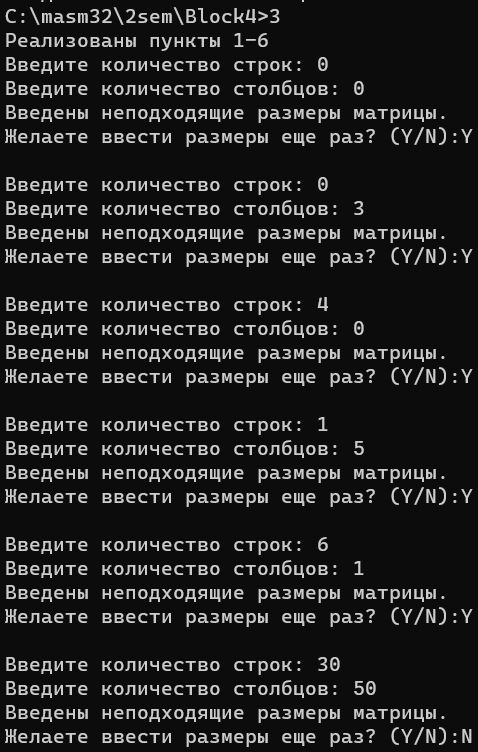 C:\masm32\2sem\Block4>3
Реализованы пункты 1-6
Введите количество строк: 0
Введите количество столбцов: 0
Введены неподходящие размеры матрицы.
Желаете ввести размеры еще раз? (Y/N):Y
Введите количество строк: 0
Введите количество столбцов: 3
Введены неподходящие размеры матрицы.
Желаете ввести размеры еще раз? (Y/N):Y
Введите количество строк: 4
Введите количество столбцов: 0
Введены неподходящие размеры матрицы.
Желаете ввести размеры еще раз? (Y/N):Y
Введите количество строк: 1
Введите количество столбцов: 5
Введены неподходящие размеры матрицы.
Желаете ввести размеры еще раз? (Y/N):Y
Введите количество строк: 6
Введите количество столбцов: 1
Введены неподходящие размеры матрицы.
Желаете ввести размеры еще раз? (Y/N):Y
Введите количество строк: 30
Введите количество столбцов: 50
Введены неподходящие размеры матрицы.
Желаете ввести размеры еще раз? (Y/N):N